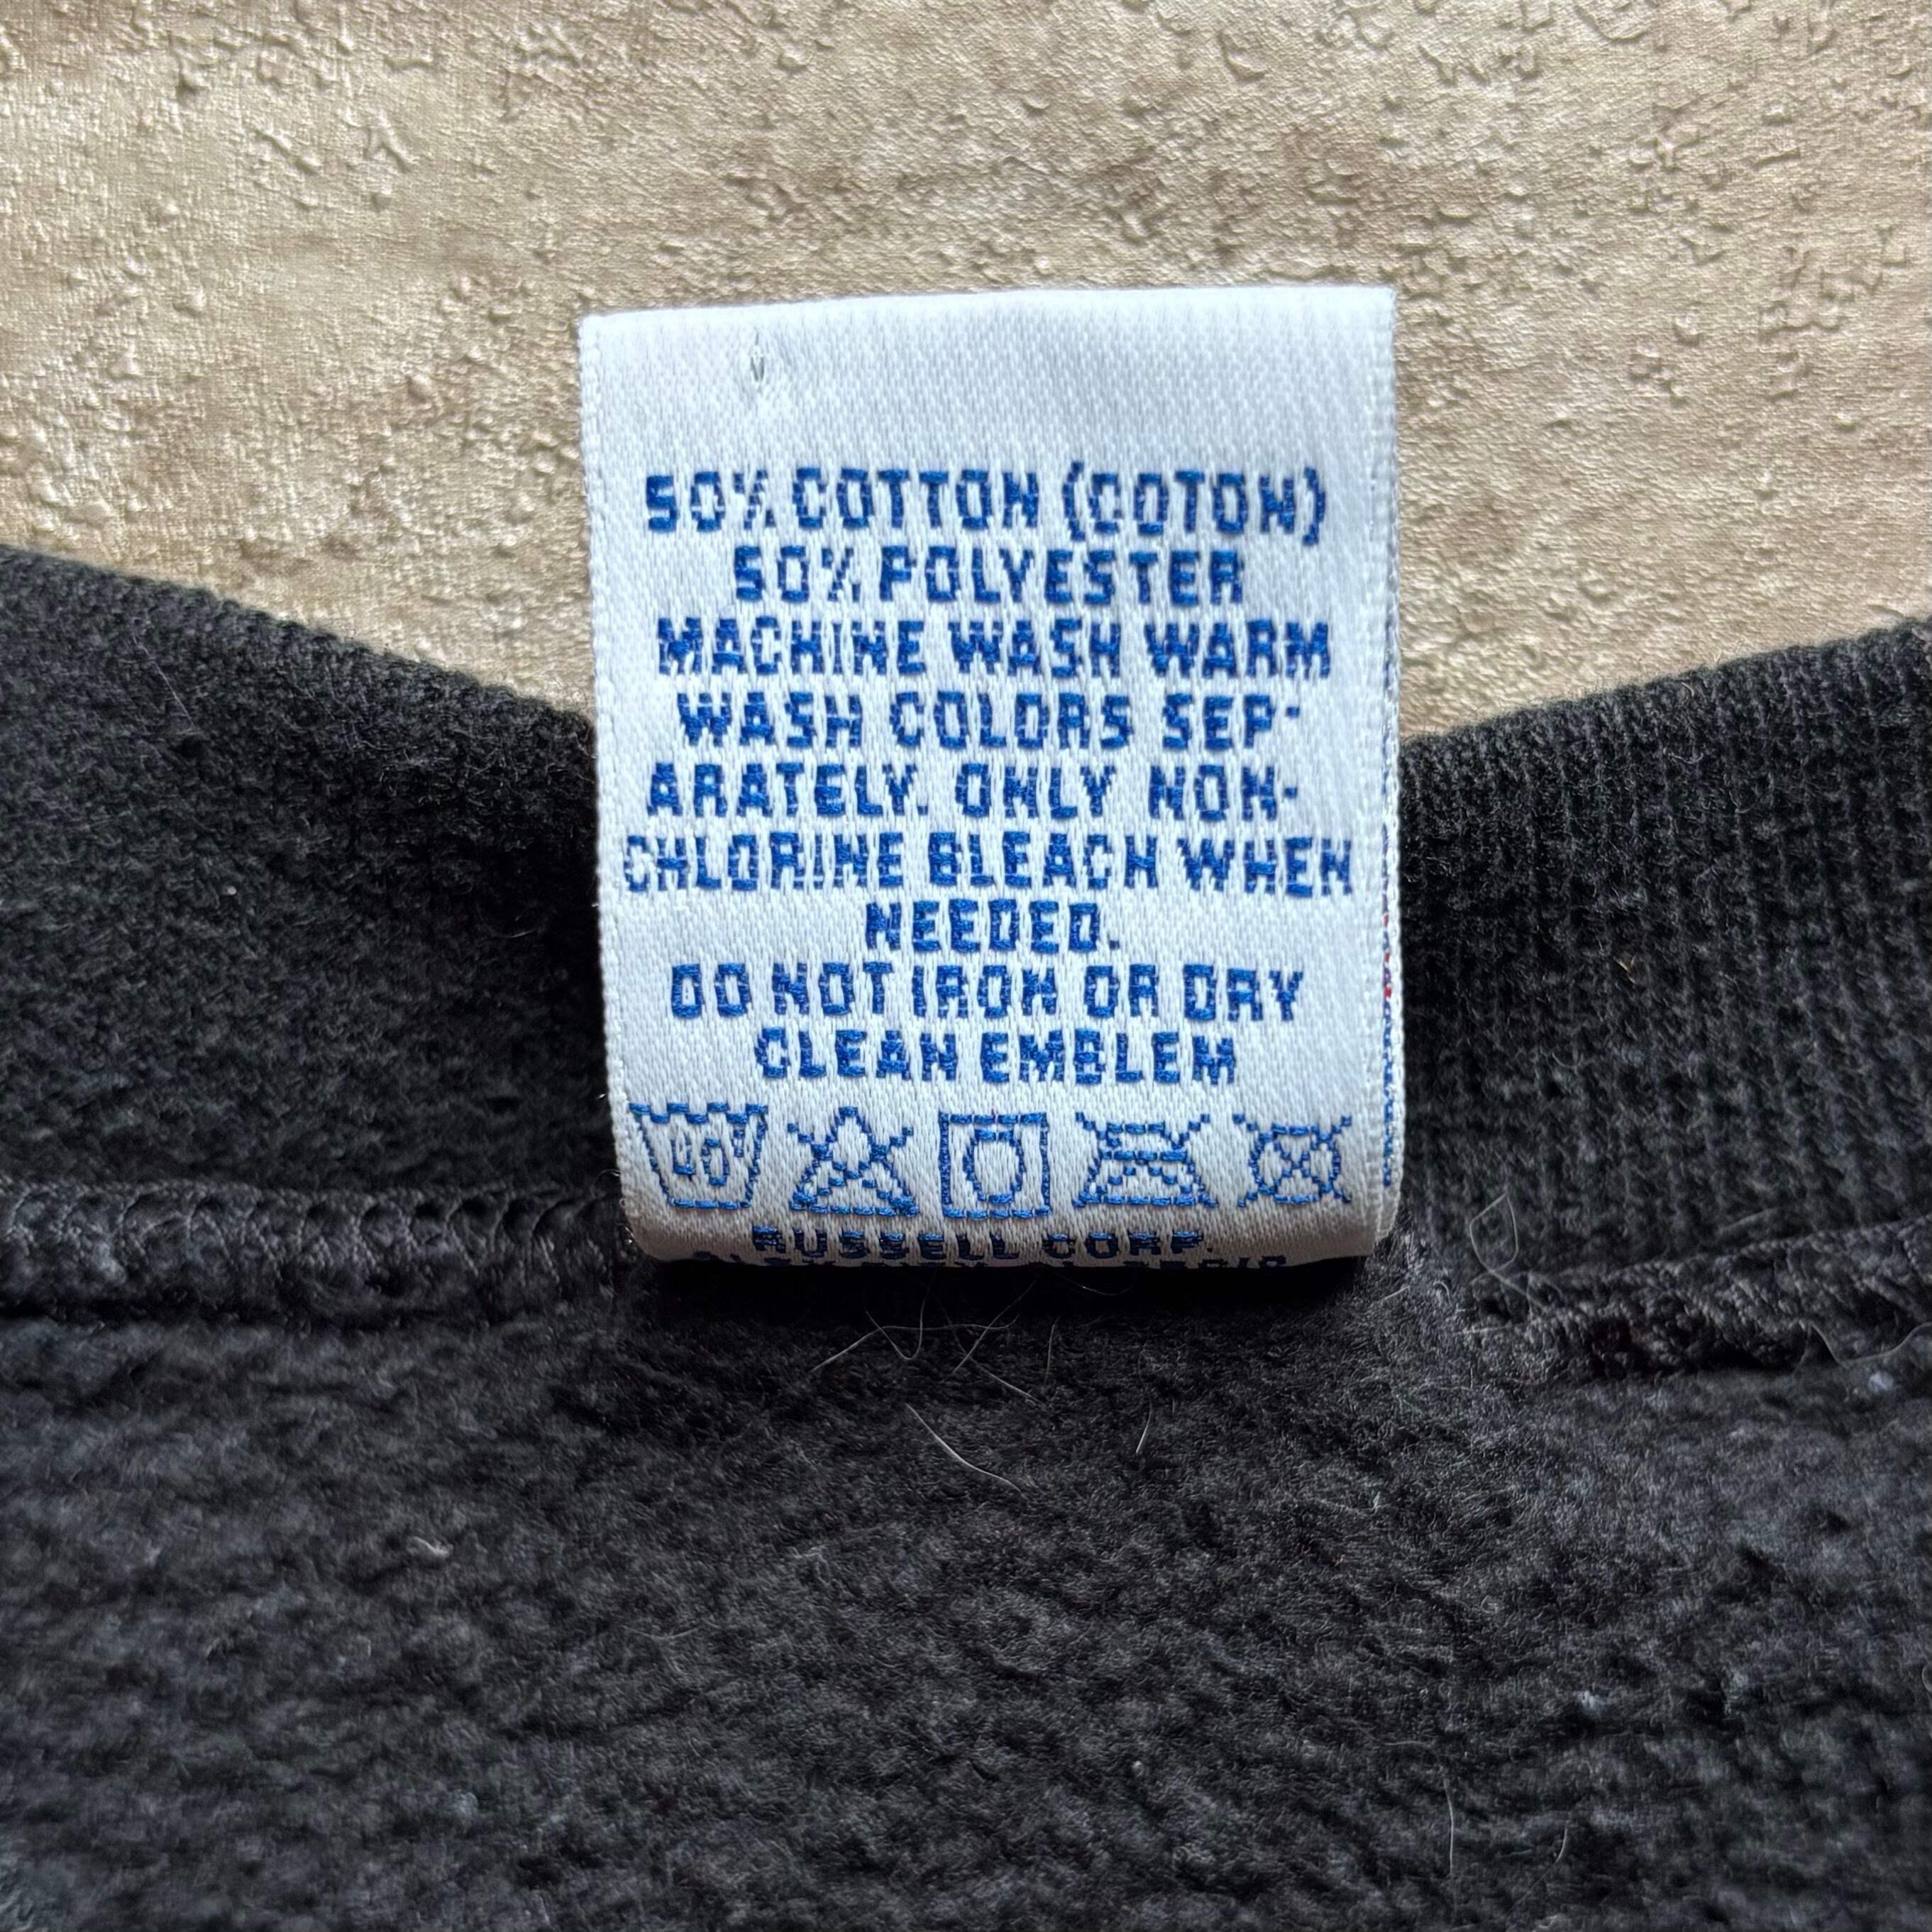 50% COTTON (COTON)
50% POLYESTER
MACHINE WASH WARM
WASH COLORS SEP-
ARATELY. ONLY NON-
CHLORINE BLEACH WHEN
NEEDED.
DO NOT IRON OR DRY
CLEAN EMBLEM
40°
RUSSELL CORP.